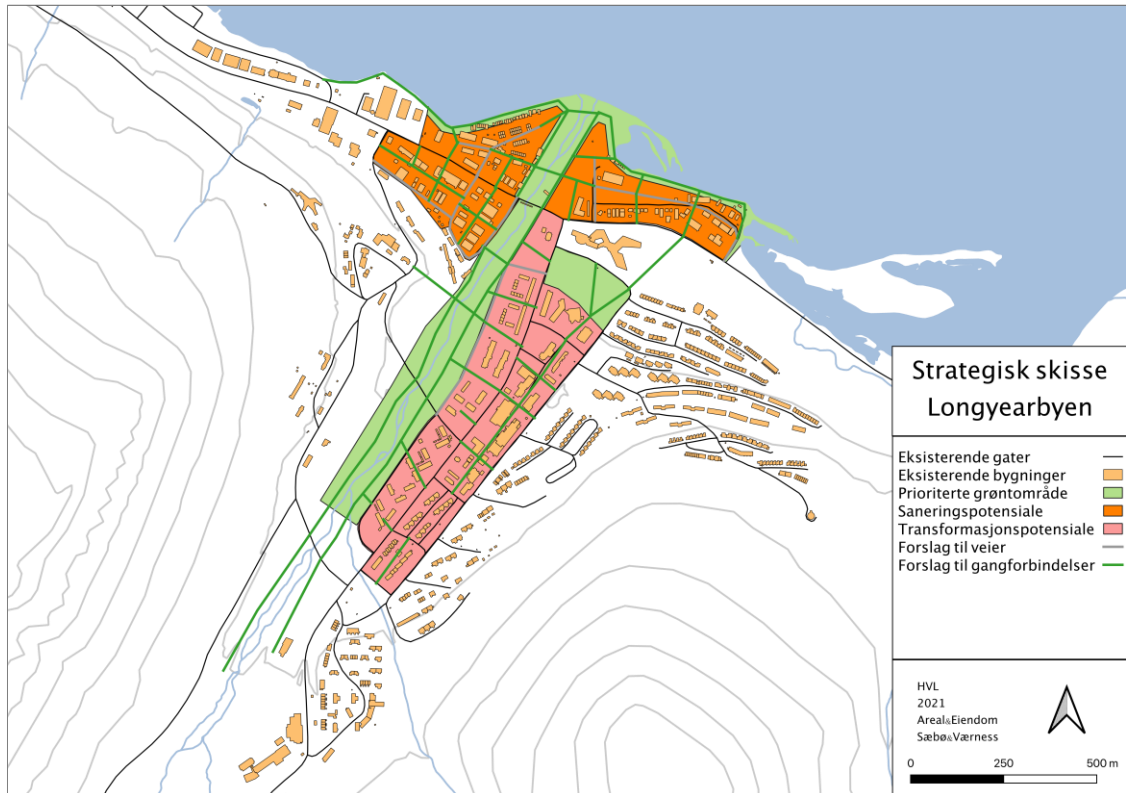 Strategisk skisse
Longyearbyen
Eksisterende gater
Eksisterende bygninger
Prioriterte grøntområde
Saneringspotensiale
Transformasjonspotensiale
Forslag til veier
Forslag til gangforbindelser
HVL
2021
Areal&Eiendom
Sæbø&Værness
0 250 500 m